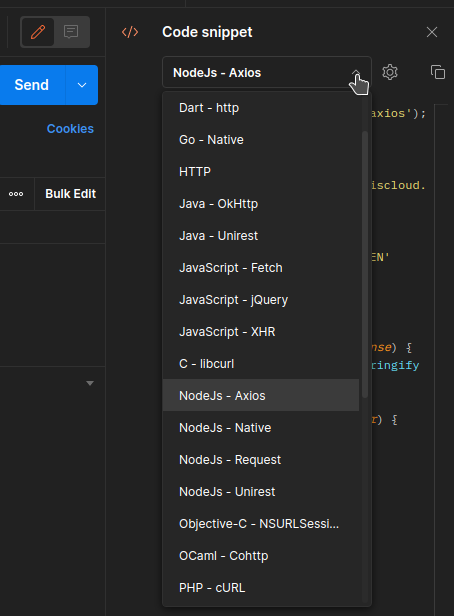 </> Code snippet
NodeJs - Axios
Send
Cookies
Bulk Edit
Dart - http
Go - Native
HTTP
Java - OkHttp
Java - Unirest
JavaScript - Fetch
JavaScript - jQuery
JavaScript - XHR
C - libcurl
NodeJs - Axios
NodeJs - Native
NodeJs - Request
NodeJs - Unirest
Objective-C - NSURLSessi...
OCaml - Cohttp
PHP - cURL
axios');
iscloud.
EN'
nse) {
ringify
r) {